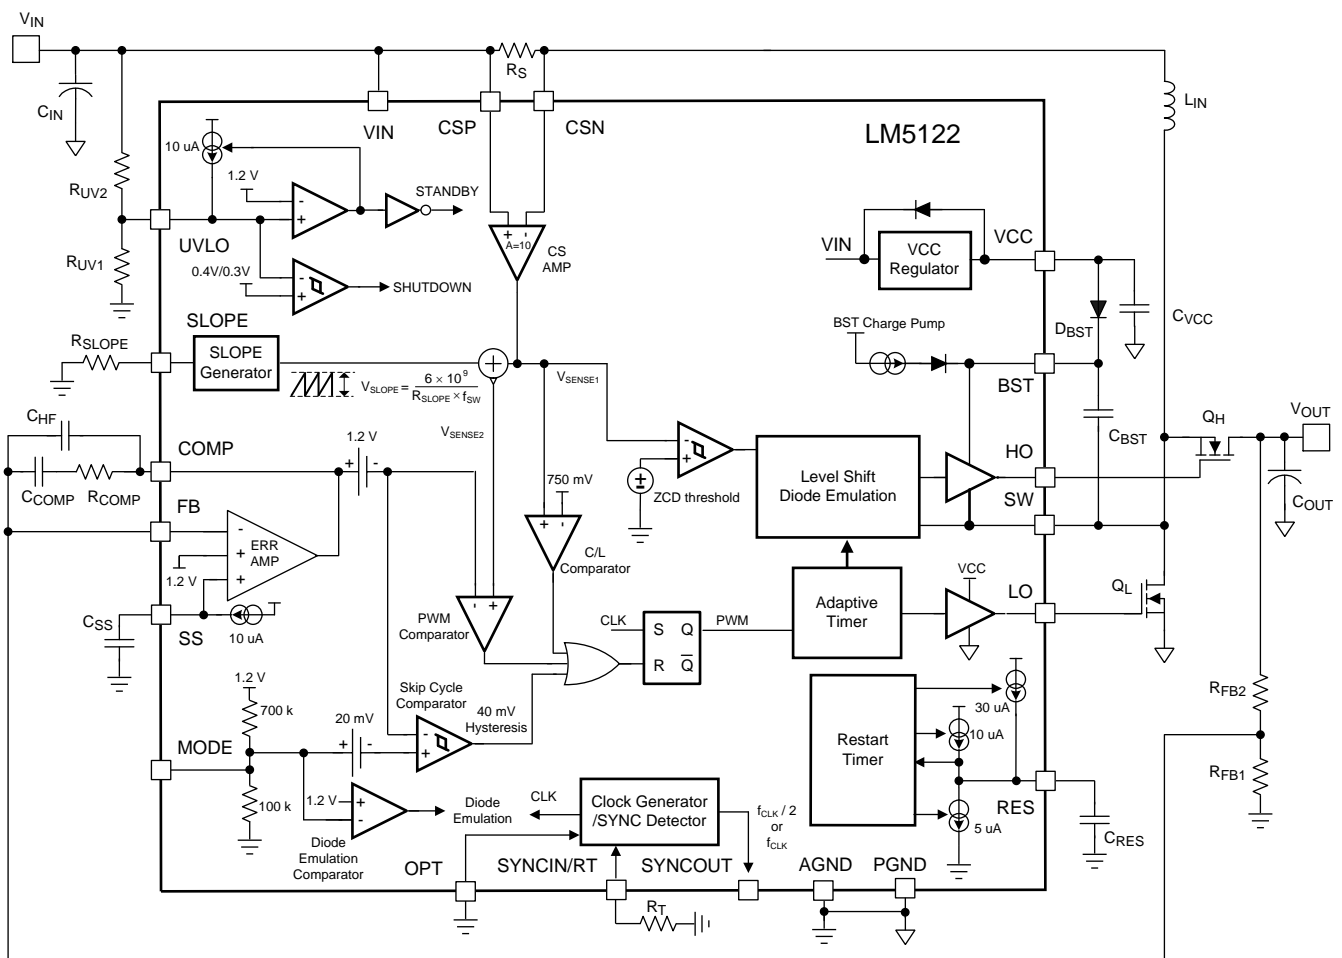 VIN
CIN
RS
LIN
VIN
CSP
CSN
LM5122
10 uA
1.2 V
STANDBY
RUV2
UVLO
RUV1
0.4V/0.3V
SHUTDOWN
+ -
A=10
CS
AMP
VIN
VCC
Regulator
VCC
DBST
CVCC
BST Charge Pump
BST
CBST
SLOPE
RSLOPE
SLOPE
Generator
VSLOPE = 6 × 10^9 / RSLOPE × fSW
VSENSE1
VSENSE2
CHF
COMP
1.2 V
+ -
CCOMP
RCOMP
FB
- 
ERR
AMP
+
+
1.2 V
SS
CSS
10 uA
750 mV
+ -
C/L
Comparator
- +
ZCD threshold
Level Shift
Diode Emulation
HO
SW
QH
VOUT
COUT
PWM
Comparator
- +
CLK
S Q
R Q
PWM
Adaptive
Timer
VCC
LO
QL
1.2 V
700 k
MODE
100 k
20 mV
+ -
Skip Cycle
Comparator
- +
40 mV
Hysteresis
1.2 V
+ -
Diode
Emulation
Comparator
Diode
Emulation
CLK
Clock Generator
/SYNC Detector
fCLK / 2
or
fCLK
Restart
Timer
30 uA
10 uA
5 uA
RES
CRES
RFB2
RFB1
OPT
SYNCIN/RT
SYNCOUT
AGND
PGND
RT